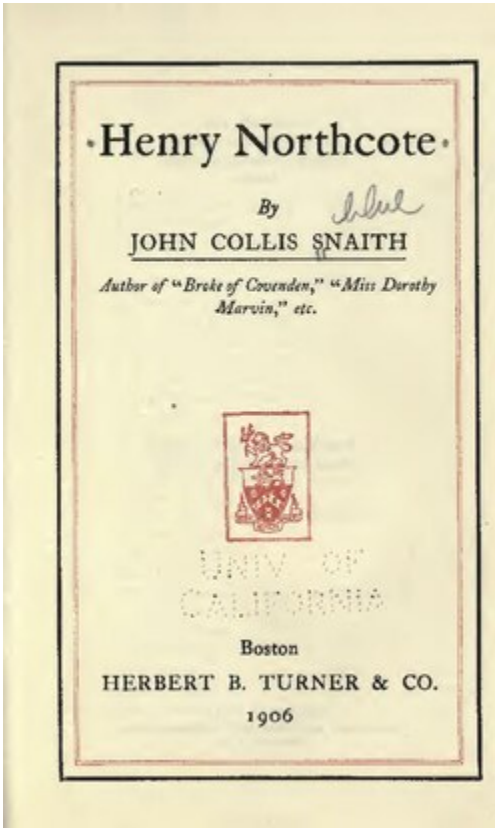 Henry Northcote
By
JOHN COLLIS SNAITH
Author of "Broke of Covenden," "Miss Dorothy
Marvin," etc.
UNIV OF
CALIFORNIA
Boston
HERBERT B. TURNER & CO.
1906